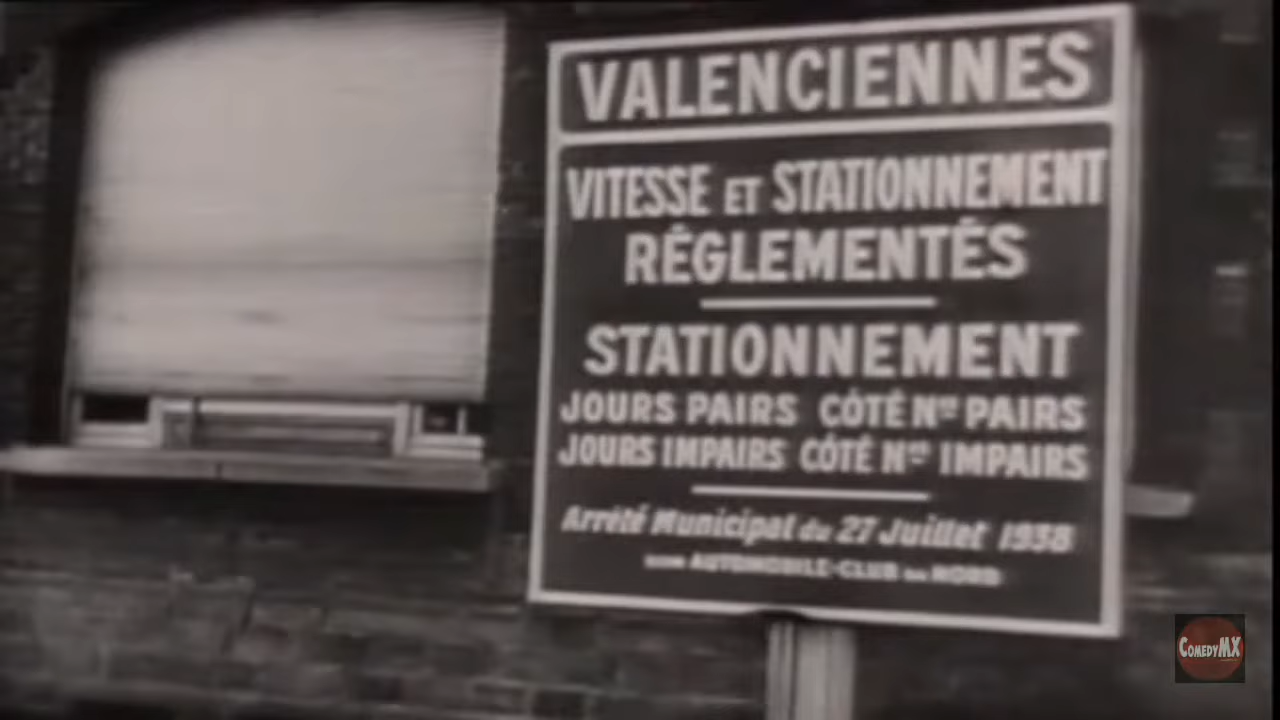 VALENCIENNES
VITESSE ET STATIONNEMENT
RÉGLEMENTÉS
STATIONNEMENT
JOURS PAIRS CÔTÉ Nos PAIRS
JOURS IMPAIRS CÔTÉ Nos IMPAIRS
Arrêté Municipal du 27 Juillet 1938
AUTOMOBILE-CLUB DU NORD
COMEDYMX